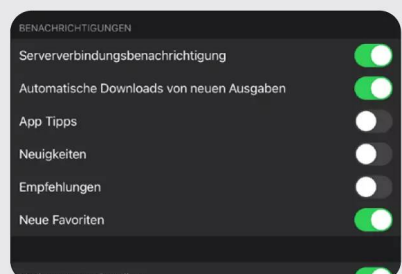 BENACHRICHTIGUNGEN
Serververbindungsbenachrichtigung
Automatische Downloads von neuen Ausgaben
App Tipps
Neuigkeiten
Empfehlungen
Neue Favoriten